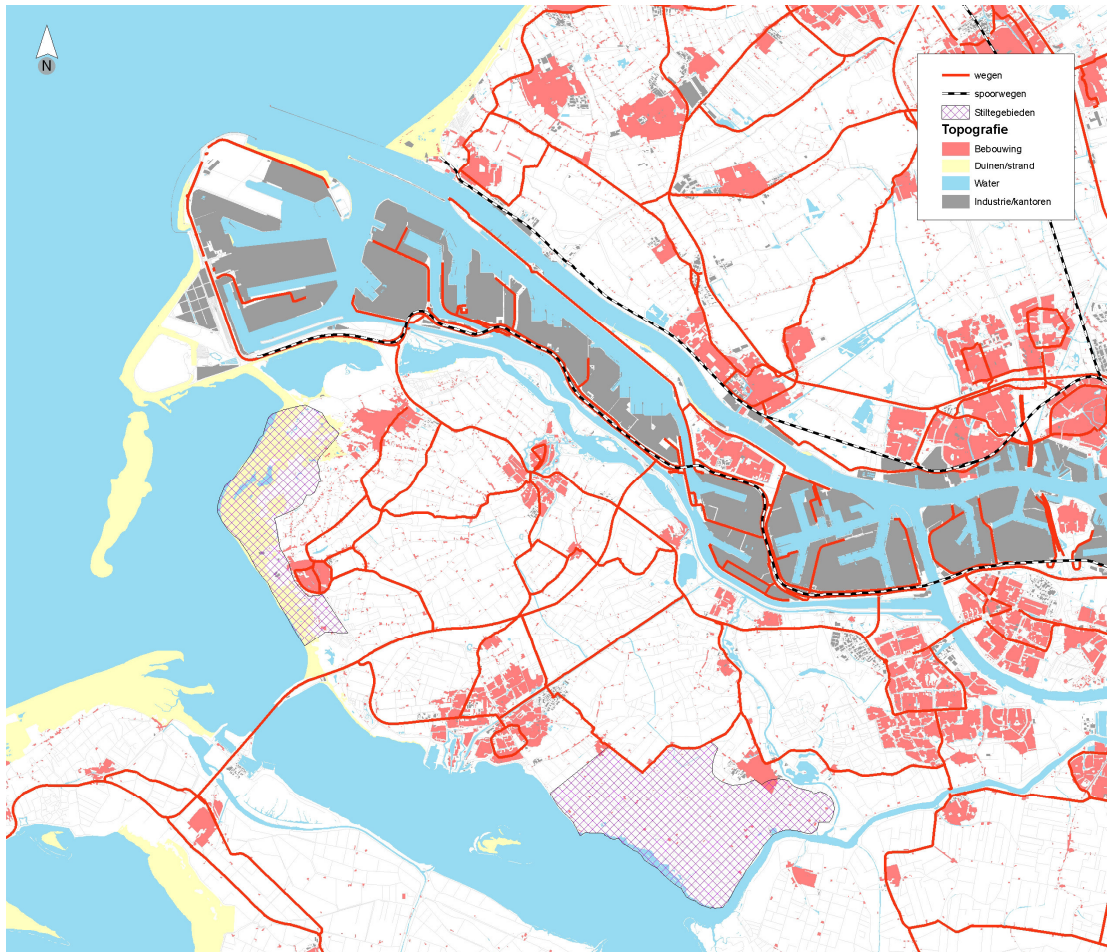 N
wegen
spoorwegen
Stiltegebieden
Topografie
Bebouwing
Duinen/strand
Water
Industrie/kantoren